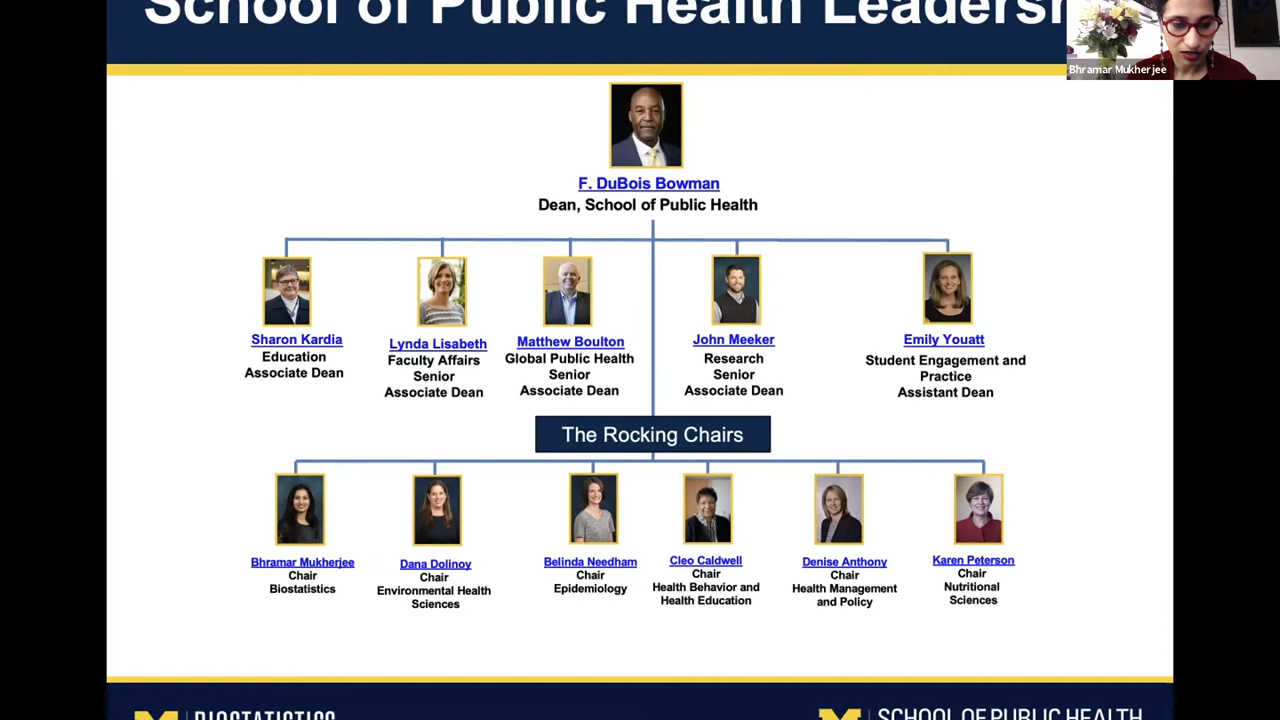 School of Public Health Leadersh
Bhramar Mukherjee
F. DuBois Bowman
Dean, School of Public Health
Sharon Kardia
Education
Associate Dean
Lynda Lisabeth
Faculty Affairs
Senior
Associate Dean
Matthew Boulton
Global Public Health
Senior
Associate Dean
John Meeker
Research
Senior
Associate Dean
Emily Youatt
Student Engagement and
Practice
Assistant Dean
The Rocking Chairs
Bhramar Mukherjee
Chair
Biostatistics
Dana Dolinoy
Chair
Environmental Health
Sciences
Belinda Needham
Chair
Epidemiology
Cleo Caldwell
Chair
Health Behavior and
Health Education
Denise Anthony
Chair
Health Management
and Policy
Karen Peterson
Chair
Nutritional
Sciences
M BIOSTATISTICS
M SCHOOL OF PUBLIC HEALTH